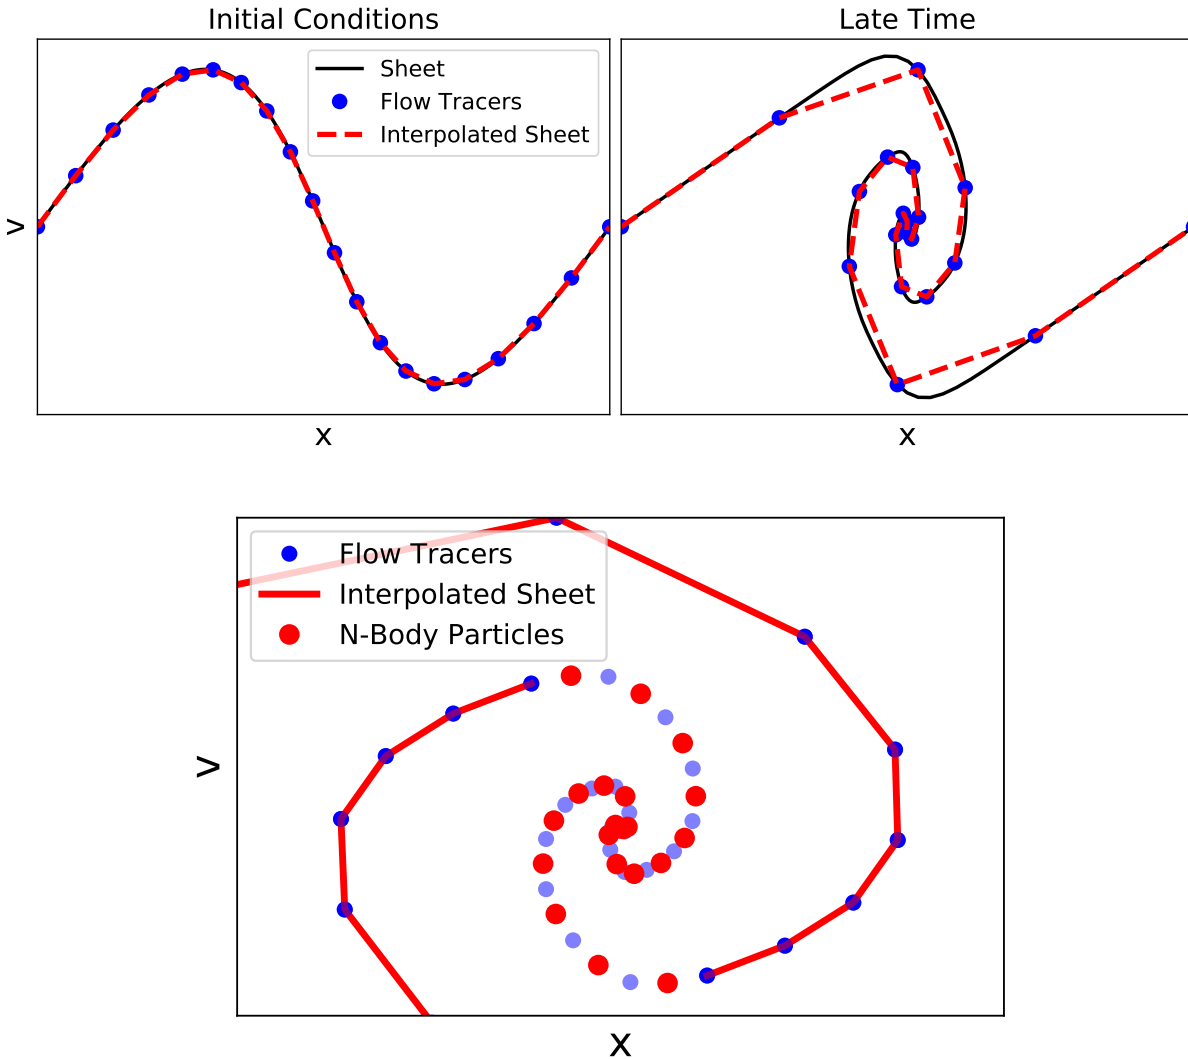 Initial Conditions
Late Time
Sheet
Flow Tracers
Interpolated Sheet
v
x
x
Flow Tracers
Interpolated Sheet
N-Body Particles
v
x